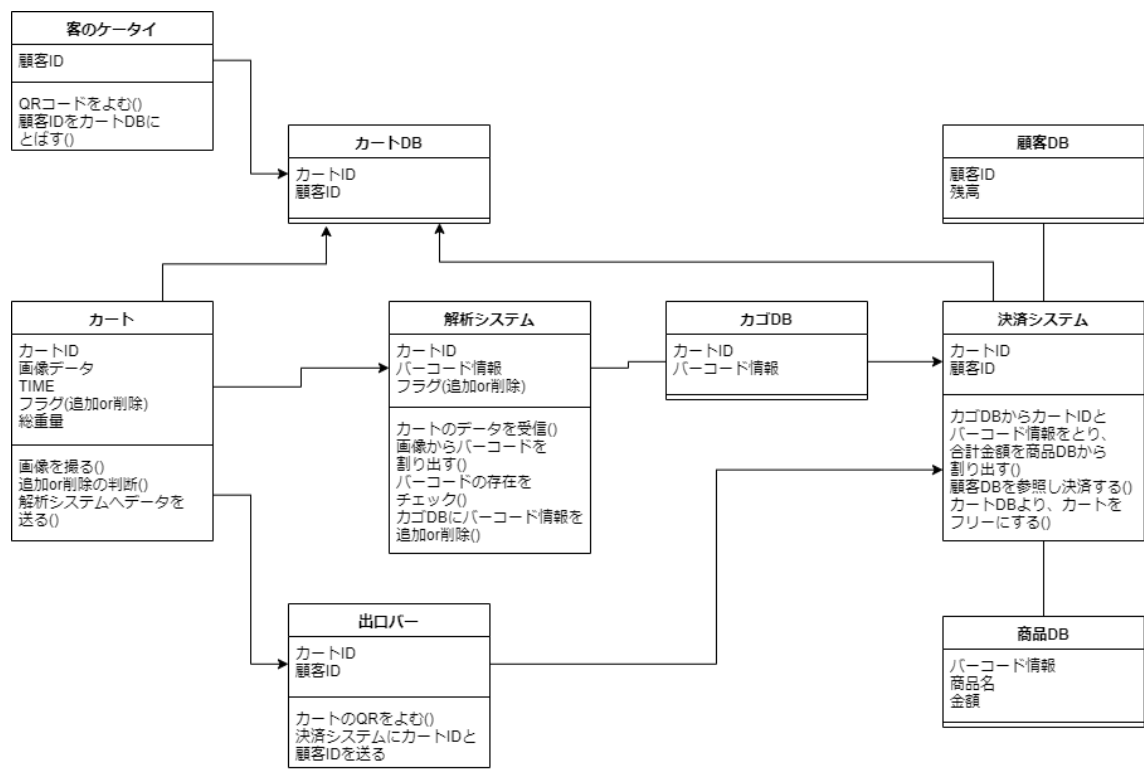 客のケータイ
顧客ID
QRコードをよむ()
顧客IDをカートDBに
とばす()
カートDB
カートID
顧客ID
顧客DB
顧客ID
残高
カート
カートID
画像データ
TIME
フラグ(追加or削除)
総重量
画像を撮る()
追加or削除の判断()
解析システムへデータを
送る()
解析システム
カートID
バーコード情報
フラグ(追加or削除)
カートのデータを受信()
画像からバーコードを
割り出す()
バーコードの存在を
チェック()
カゴDBにバーコード情報を
追加or削除()
カゴDB
カートID
バーコード情報
決済システム
カートID
顧客ID
カゴDBからカートIDと
バーコード情報をとり、
合計金額を商品DBから
割り出す()
顧客DBを参照し決済する()
カートDBより、カートを
フリーにする()
出口バー
カートID
顧客ID
カートのQRをよむ()
決済システムにカートIDと
顧客IDを送る
商品DB
バーコード情報
商品名
金額